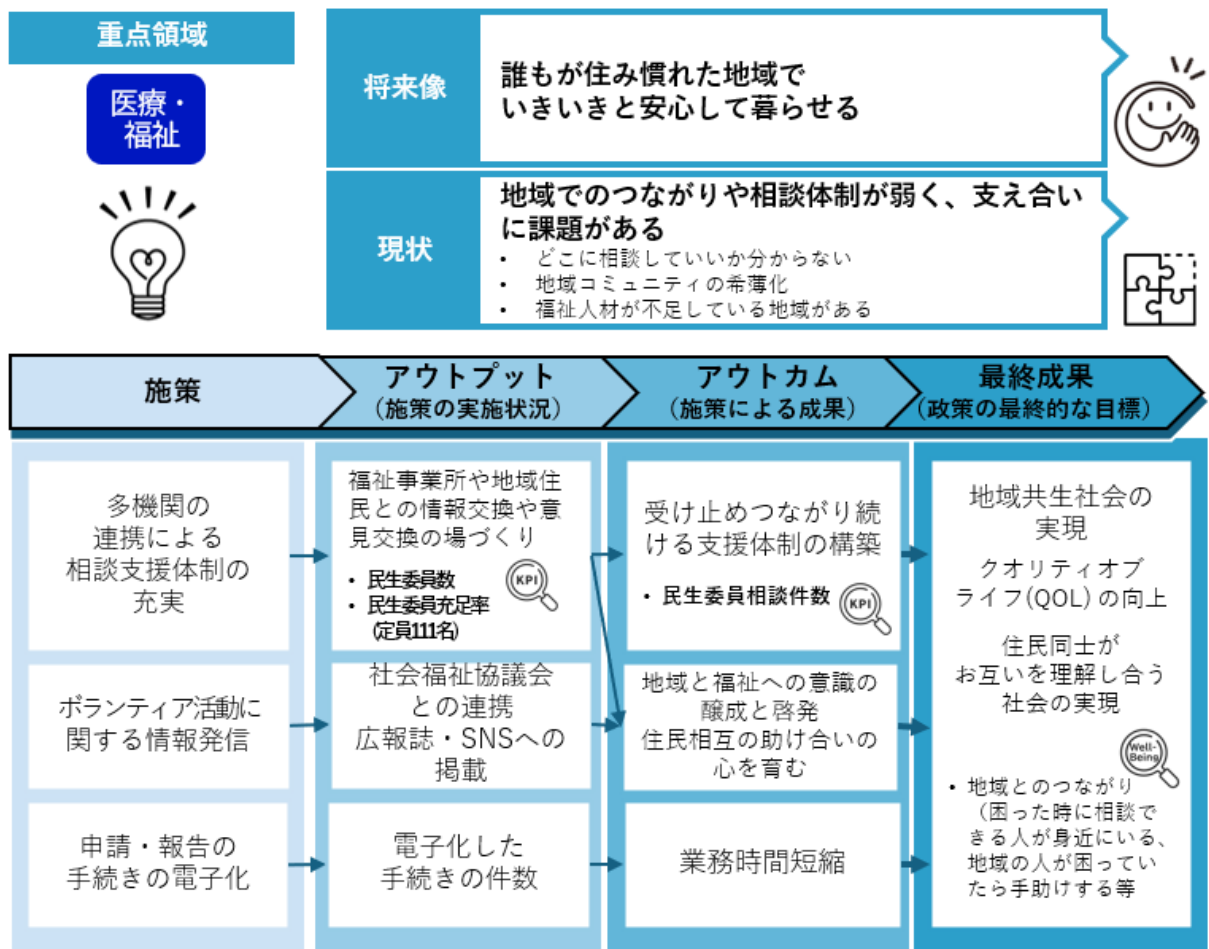 重点領域
医療・
福祉
将来像
誰もが住み慣れた地域で
いきいきと安心して暮らせる
現状
地域でのつながりや相談体制が弱く、支え合い
に課題がある
• どこに相談していいか分からない
• 地域コミュニティの希薄化
• 福祉人材が不足している地域がある
施策
アウトプット
(施策の実施状況)
アウトカム
(施策による成果)
最終成果
(政策の最終的な目標)
多機関の
連携による
相談支援体制の
充実
福祉事業所や地域住
民との情報交換や意
見交換の場づくり
• 民生委員数
• 民生委員充足率
(定員111名)
KPI
受け止めつながり続
ける支援体制の構築
• 民生委員相談件数
KPI
ボランティア活動に
関する情報発信
社会福祉協議会
との連携
広報誌・SNSへの
掲載
地域と福祉への意識の
醸成と啓発
住民相互の助け合いの
心を育む
申請・報告の
手続きの電子化
電子化した
手続きの件数
業務時間短縮
地域共生社会の
実現
クオリティオブ
ライフ(QOL) の向上
住民同士が
お互いを理解し合う
社会の実現
Well-
Being
• 地域とのつながり
（困った時に相談で
きる人が身近にいる、
地域の人が困ってい
たら手助けする等